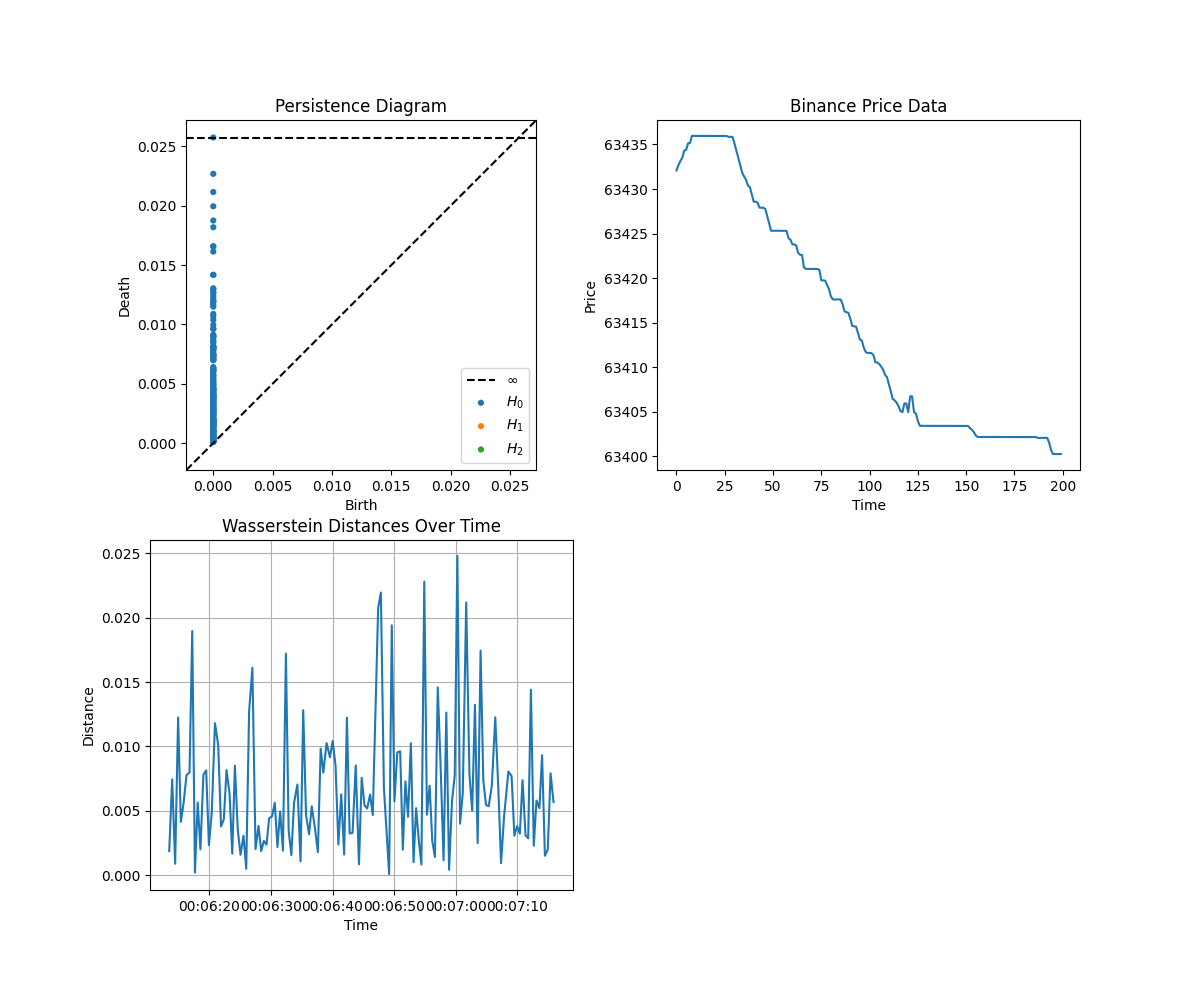 Persistence Diagram
0.025
0.020
0.015
0.010
0.005
0.000
Death
∞
H0
H1
H2
0.000 0.005 0.010 0.015 0.020 0.025
Birth
Binance Price Data
63435
63430
63425
63420
63415
63410
63405
63400
Price
0 25 50 75 100 125 150 175 200
Time
Wasserstein Distances Over Time
0.025
0.020
0.015
0.010
0.005
0.000
Distance
00:06:20 00:06:30 00:06:40 00:06:50 00:07:00 00:07:10
Time